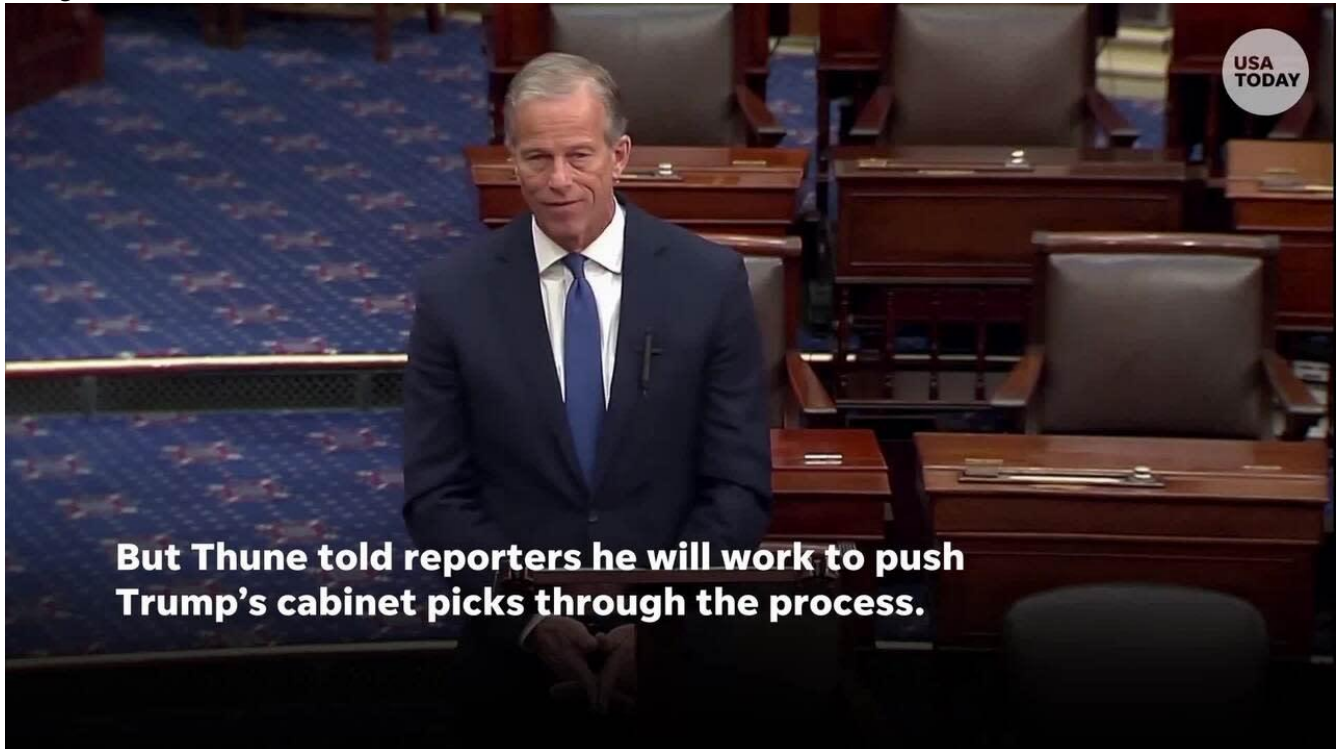 USA
TODAY
But Thune told reporters he will work to push
Trump's cabinet picks through the process.